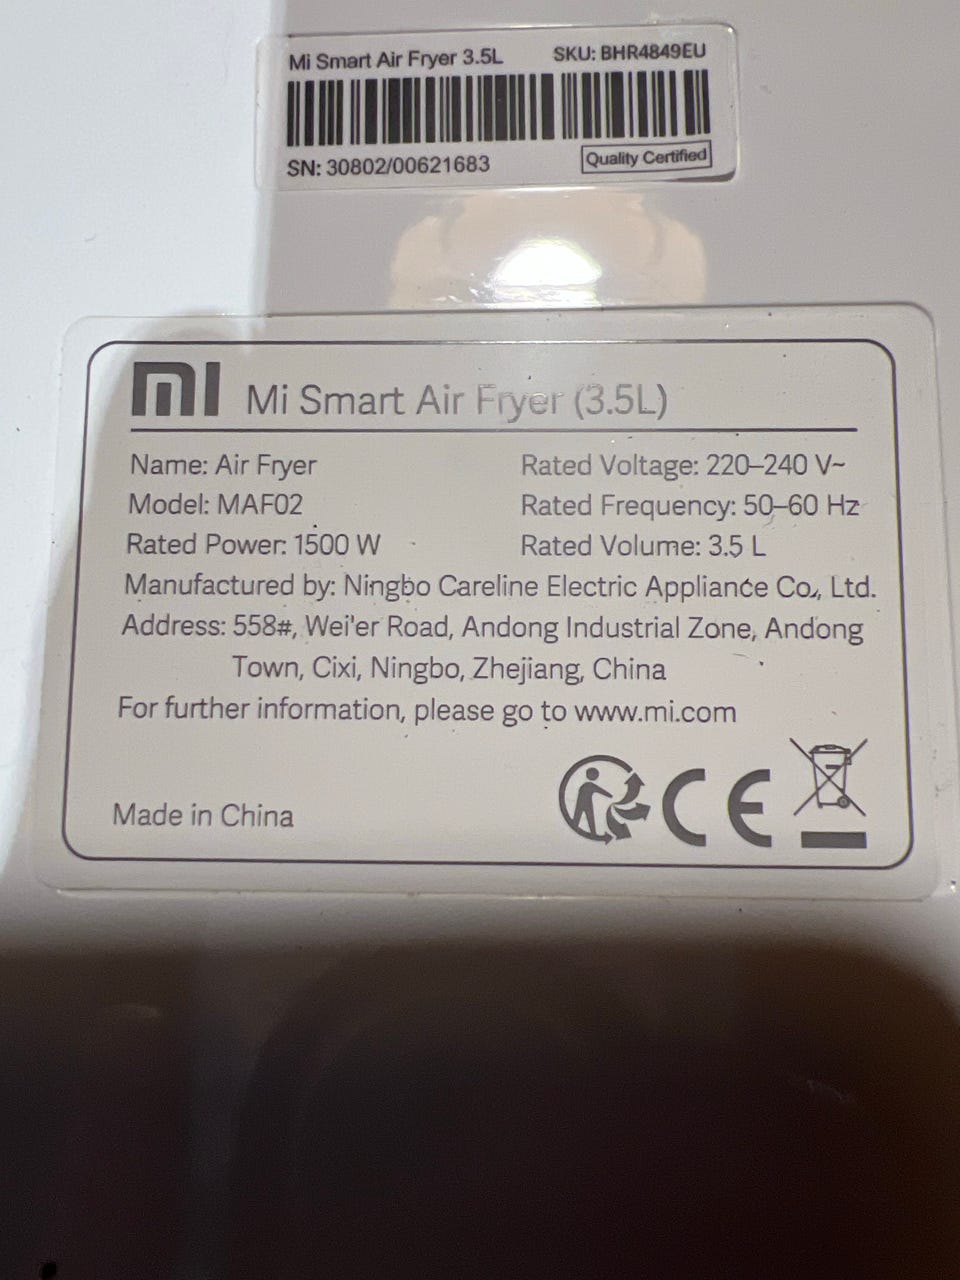 Mi Smart Air Fryer 3.5L SKU: BHR4849EU
SN: 30802/00621683 Quality Certified
mi Mi Smart Air Fryer (3.5L)
Name: Air Fryer Rated Voltage: 220–240 V~
Model: MAF02 Rated Frequency: 50–60 Hz
Rated Power: 1500 W Rated Volume: 3.5 L
Manufactured by: Ningbo Careline Electric Appliance Co., Ltd.
Address: 558#, Wei'er Road, Andong Industrial Zone, Andong
Town, Cixi, Ningbo, Zhejiang, China
For further information, please go to www.mi.com
Made in China CE